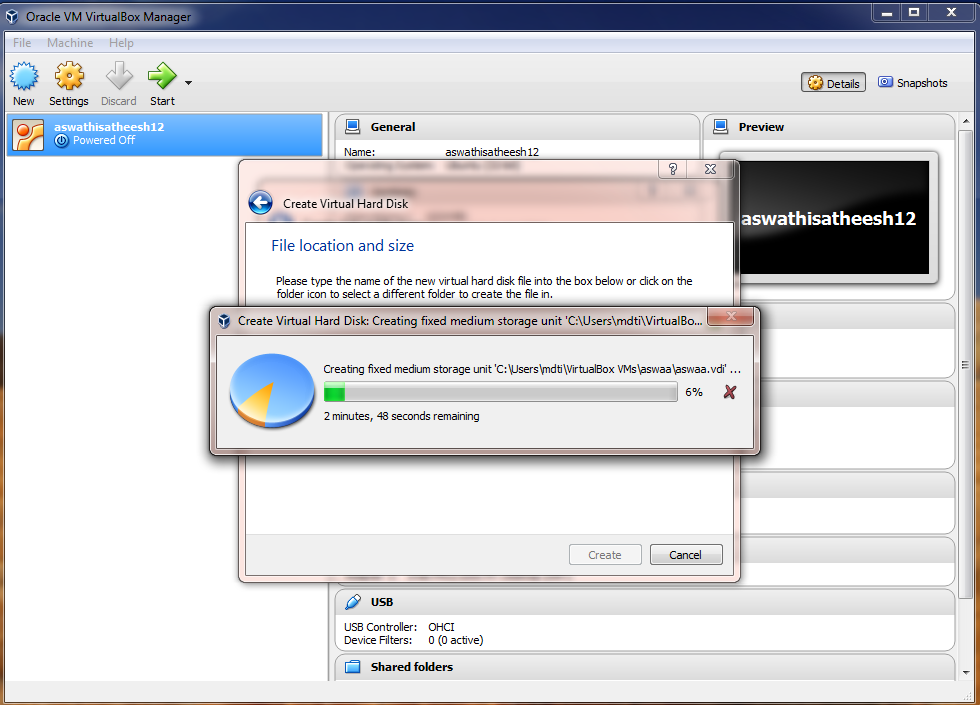 Oracle VM VirtualBox Manager
File Machine Help
New Settings Discard Start
Details Snapshots
aswathisatheesh12
Powered Off
General
Name: aswathisatheesh12
Preview
aswathisatheesh12
?
Create Virtual Hard Disk
File location and size
Please type the name of the new virtual hard disk file into the box below or click on the
folder icon to select a different folder to create the file in.
Create Virtual Hard Disk: Creating fixed medium storage unit 'C:\Users\mdti\VirtualBo...
Creating fixed medium storage unit 'C:\Users\mdti\VirtualBox VMs\aswaa\aswaa.vdi' ...
6%
2 minutes, 48 seconds remaining
Create Cancel
USB
USB Controller: OHCI
Device Filters: 0 (0 active)
Shared folders